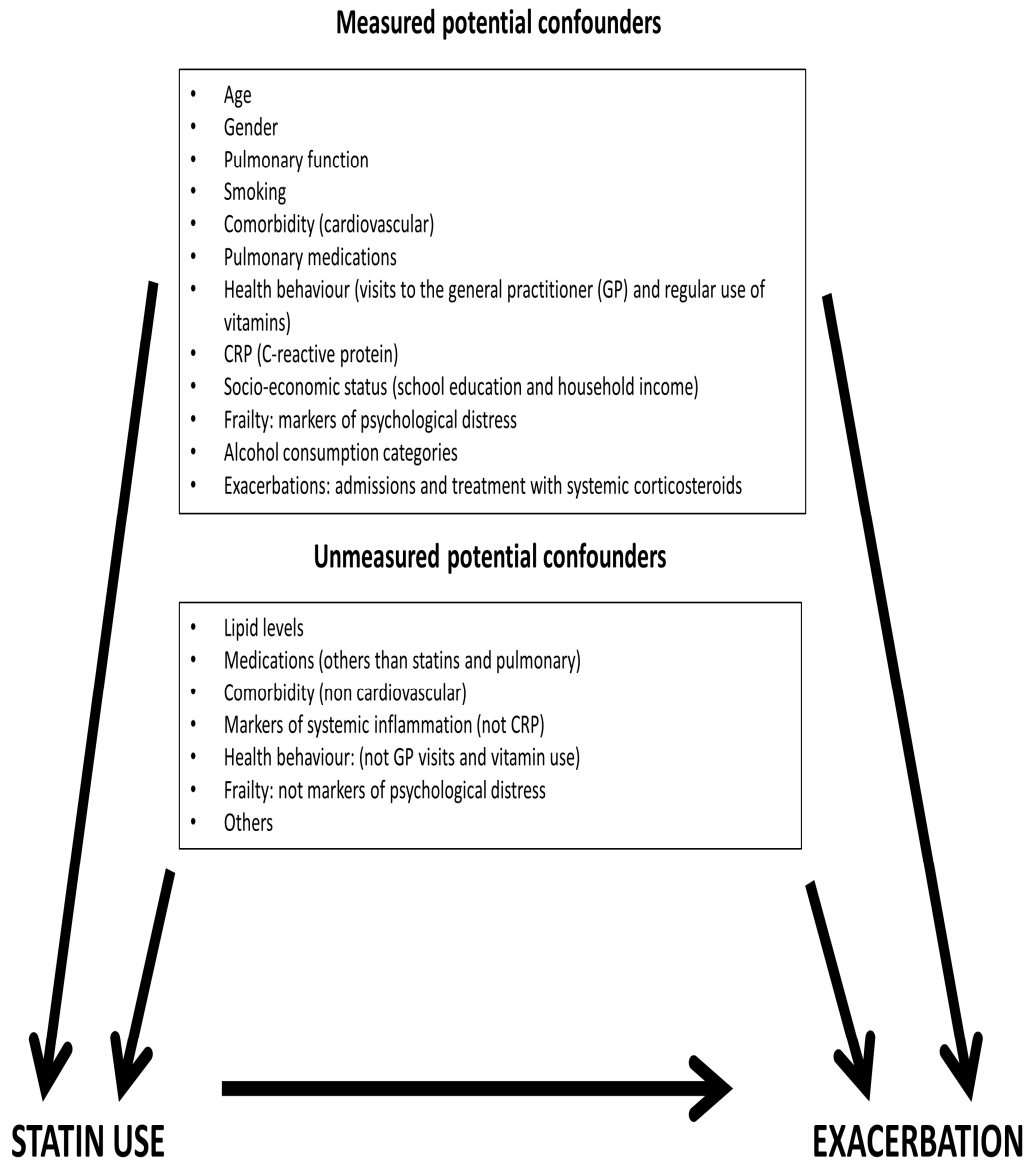 Measured potential confounders
• Age
• Gender
• Pulmonary function
• Smoking
• Comorbidity (cardiovascular)
• Pulmonary medications
• Health behaviour (visits to the general practitioner (GP) and regular use of
vitamins)
• CRP (C-reactive protein)
• Socio-economic status (school education and household income)
• Frailty: markers of psychological distress
• Alcohol consumption categories
• Exacerbations: admissions and treatment with systemic corticosteroids
Unmeasured potential confounders
• Lipid levels
• Medications (others than statins and pulmonary)
• Comorbidity (non cardiovascular)
• Markers of systemic inflammation (not CRP)
• Health behaviour: (not GP visits and vitamin use)
• Frailty: not markers of psychological distress
• Others
STATIN USE
EXACERBATION